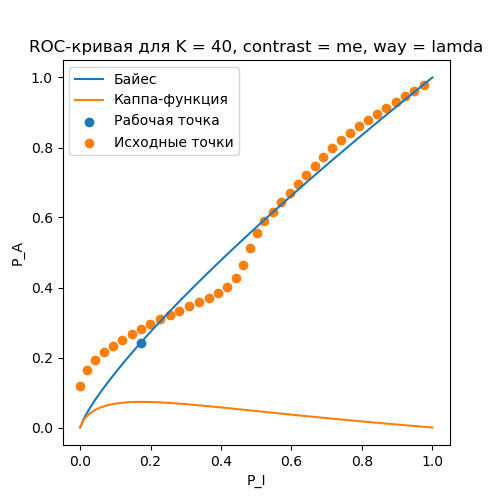 ROC-кривая для K = 40, contrast = me, way = lamda
Байес
Каппа-функция
Рабочая точка
Исходные точки
1.0
0.8
0.6
0.4
0.2
0.0
P_A
0.0 0.2 0.4 0.6 0.8 1.0
P_I